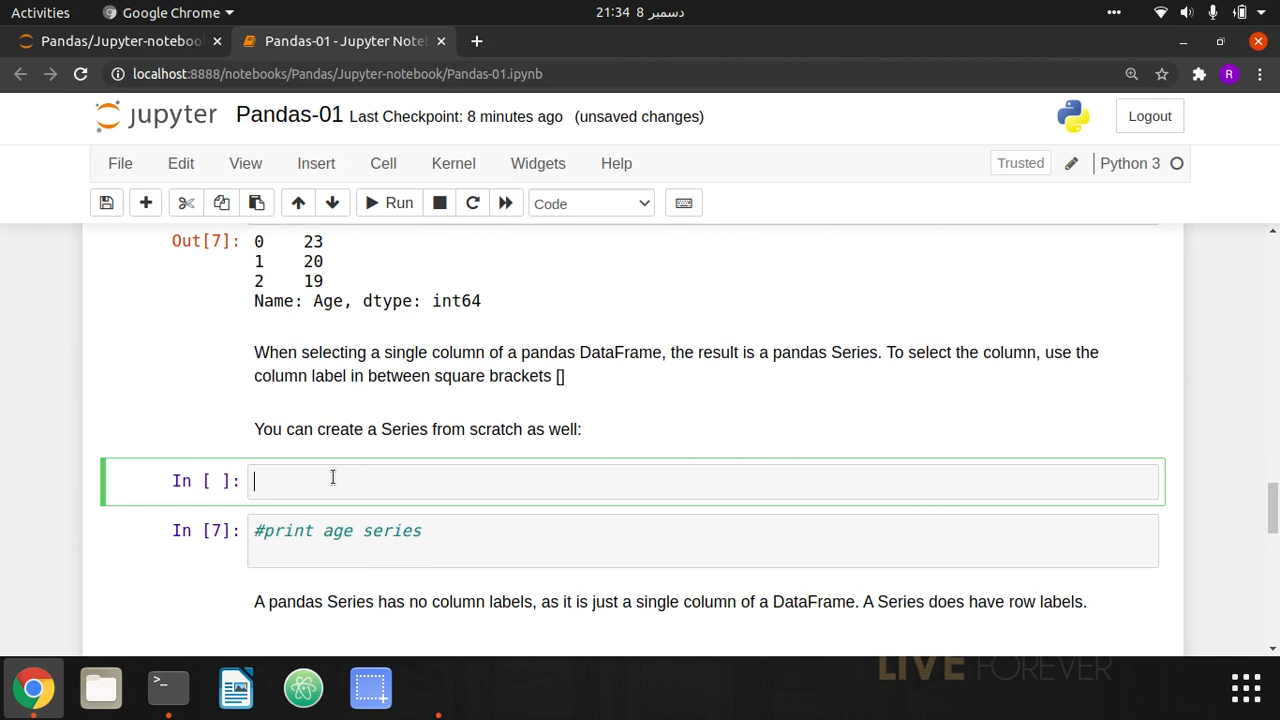 Activities
Google Chrome
21:34 دسمبر 8
Pandas/Jupyter-noteboo
Pandas-01 - Jupyter Note
localhost:8888/notebooks/Pandas/Jupyter-notebook/Pandas-01.ipynb
R
jupyter
Pandas-01 Last Checkpoint: 8 minutes ago (unsaved changes)
Logout
File Edit View Insert Cell Kernel Widgets Help
Trusted
Python 3
Run
Code
Out[7]: 0 23
1 20
2 19
Name: Age, dtype: int64
When selecting a single column of a pandas DataFrame, the result is a pandas Series. To select the column, use the
column label in between square brackets []
You can create a Series from scratch as well:
In [ ]:
In [7]: #print age series
A pandas Series has no column labels, as it is just a single column of a DataFrame. A Series does have row labels.
LIVE FOREVER
>_